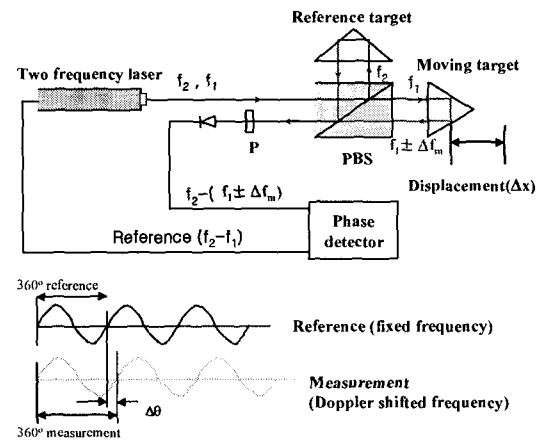 Reference target
Moving target
Two frequency laser
f₂ , f₁
f₂
f₁
P
PBS
f₁± Δfₘ
Displacement(Δx)
f₂−( f₁± Δfₘ)
Phase
detector
Reference (f₂−f₁)
360° reference
Reference (fixed frequency)
Measurement
(Doppler shifted frequency)
Δθ
360° measurement